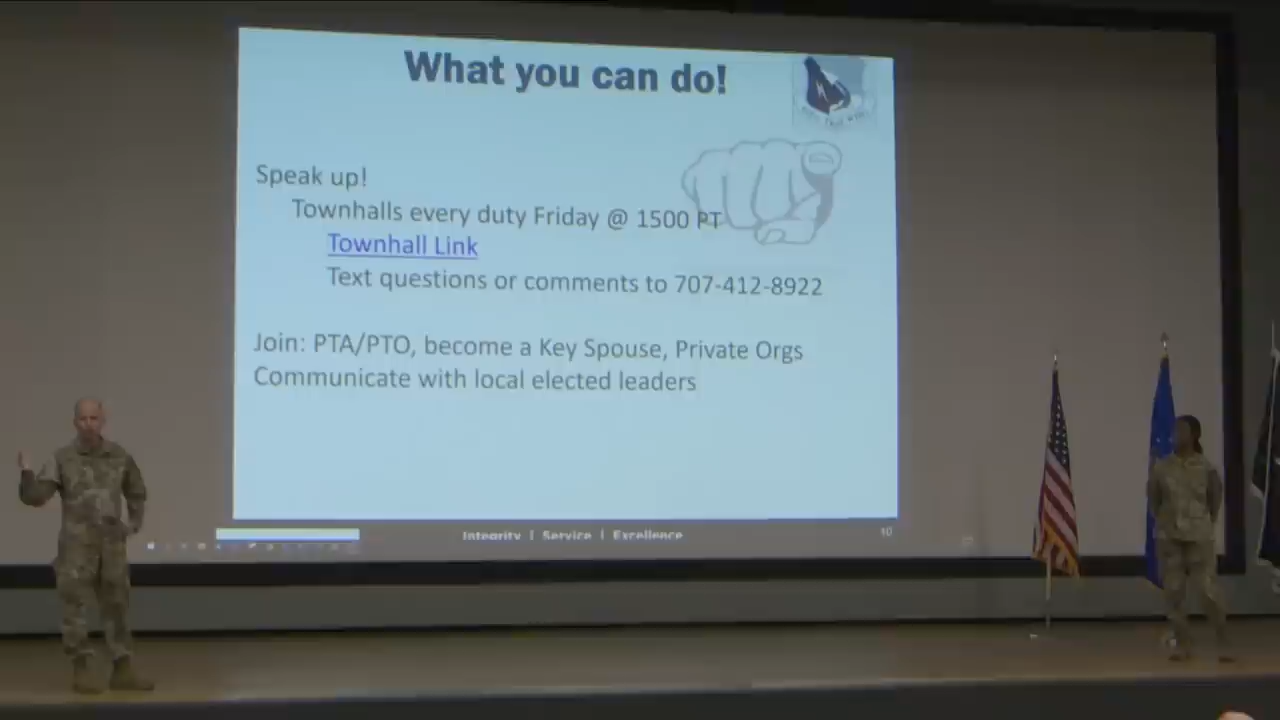 What you can do!
Speak up!
Townhalls every duty Friday @ 1500 PT
Townhall Link
Text questions or comments to 707-412-8922
Join: PTA/PTO, become a Key Spouse, Private Orgs
Communicate with local elected leaders
Integrity | Service | Excellence
10